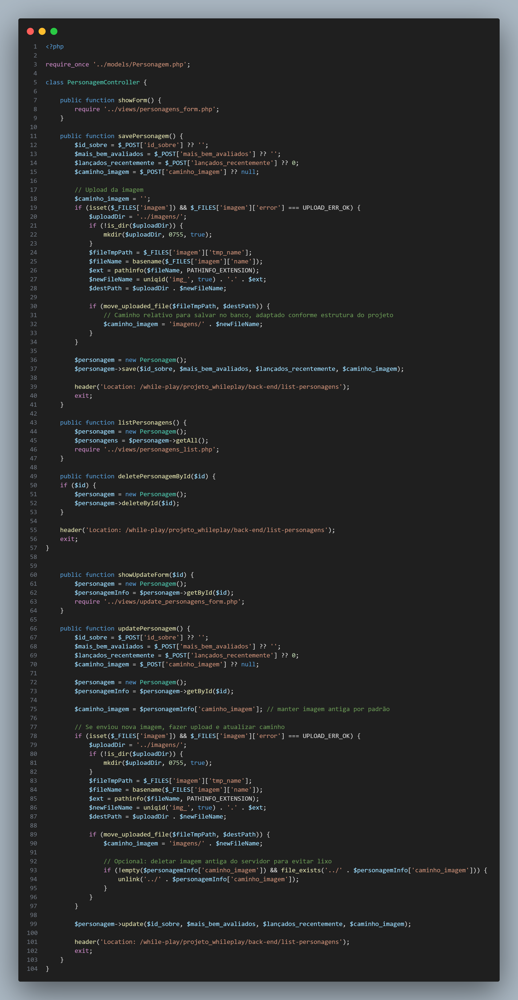 1 <?php
2
3 require_once '../models/Personagem.php';
4
5 class PersonagemController {
6
7     public function showForm() {
8         require '../views/personagens_form.php';
9     }
10
11     public function savePersonagem() {
12         $id_sobre = $_POST['id_sobre'] ?? '';
13         $mais_bem_avaliados = $_POST['mais_bem_avaliados'] ?? '';
14         $lançados_recentemente = $_POST['lançados_recentemente'] ?? 0;
15         $caminho_imagem = $_POST['caminho_imagem'] ?? null;
16
17         // Upload da imagem
18         $caminho_imagem = '';
19         if (isset($_FILES['imagem']) && $_FILES['imagem']['error'] === UPLOAD_ERR_OK) {
20             $uploadDir = '../imagens/';
21             if (!is_dir($uploadDir)) {
22                 mkdir($uploadDir, 0755, true);
23             }
24             $fileTmpPath = $_FILES['imagem']['tmp_name'];
25             $fileName = basename($_FILES['imagem']['name']);
26             $ext = pathinfo($fileName, PATHINFO_EXTENSION);
27             $newFileName = uniqid('img_', true) . '.' . $ext;
28             $destPath = $uploadDir . $newFileName;
29
30             if (move_uploaded_file($fileTmpPath, $destPath)) {
31                 // Caminho relativo para salvar no banco, adaptado conforme estrutura do projeto
32                 $caminho_imagem = 'imagens/' . $newFileName;
33             }
34         }
35
36         $personagem = new Personagem();
37         $personagem->save($id_sobre, $mais_bem_avaliados, $lançados_recentemente, $caminho_imagem);
38
39         header('Location: /while-play/projeto_whileplay/back-end/list-personagens');
40         exit;
41     }
42
43     public function listPersonagens() {
44         $personagem = new Personagem();
45         $personagens = $personagem->getAll();
46         require '../views/personagens_list.php';
47     }
48
49     public function deletePersonagemById($id) {
50     if ($id) {
51         $personagem = new Personagem();
52         $personagem->deleteById($id);
53     }
54
55     header('Location: /while-play/projeto_whileplay/back-end/list-personagens');
56     exit;
57 }
58
59
60     public function showUpdateForm($id) {
61         $personagem = new Personagem();
62         $personagemInfo = $personagem->getById($id);
63         require '../views/update_personagens_form.php';
64     }
65
66     public function updatePersonagem() {
67         $id_sobre = $_POST['id_sobre'] ?? '';
68         $mais_bem_avaliados = $_POST['mais_bem_avaliados'] ?? '';
69         $lançados_recentemente = $_POST['lançados_recentemente'] ?? 0;
70         $caminho_imagem = $_POST['caminho_imagem'] ?? null;
71
72         $personagem = new Personagem();
73         $personagemInfo = $personagem->getById($id);
74
75         $caminho_imagem = $personagemInfo['caminho_imagem']; // manter imagem antiga por padrão
76
77         // Se enviou nova imagem, fazer upload e atualizar caminho
78         if (isset($_FILES['imagem']) && $_FILES['imagem']['error'] === UPLOAD_ERR_OK) {
79             $uploadDir = '../imagens/';
80             if (!is_dir($uploadDir)) {
81                 mkdir($uploadDir, 0755, true);
82             }
83             $fileTmpPath = $_FILES['imagem']['tmp_name'];
84             $fileName = basename($_FILES['imagem']['name']);
85             $ext = pathinfo($fileName, PATHINFO_EXTENSION);
86             $newFileName = uniqid('img_', true) . '.' . $ext;
87             $destPath = $uploadDir . $newFileName;
88
89             if (move_uploaded_file($fileTmpPath, $destPath)) {
90                 $caminho_imagem = 'imagens/' . $newFileName;
91
92                 // Opcional: deletar imagem antiga do servidor para evitar lixo
93                 if (!empty($personagemInfo['caminho_imagem']) && file_exists('../' . $personagemInfo['caminho_imagem'])) {
94                     unlink('../' . $personagemInfo['caminho_imagem']);
95                 }
96             }
97         }
98
99         $personagem->update($id_sobre, $mais_bem_avaliados, $lançados_recentemente, $caminho_imagem);
100
101         header('Location: /while-play/projeto_whileplay/back-end/list-personagens');
102         exit;
103     }
104 }